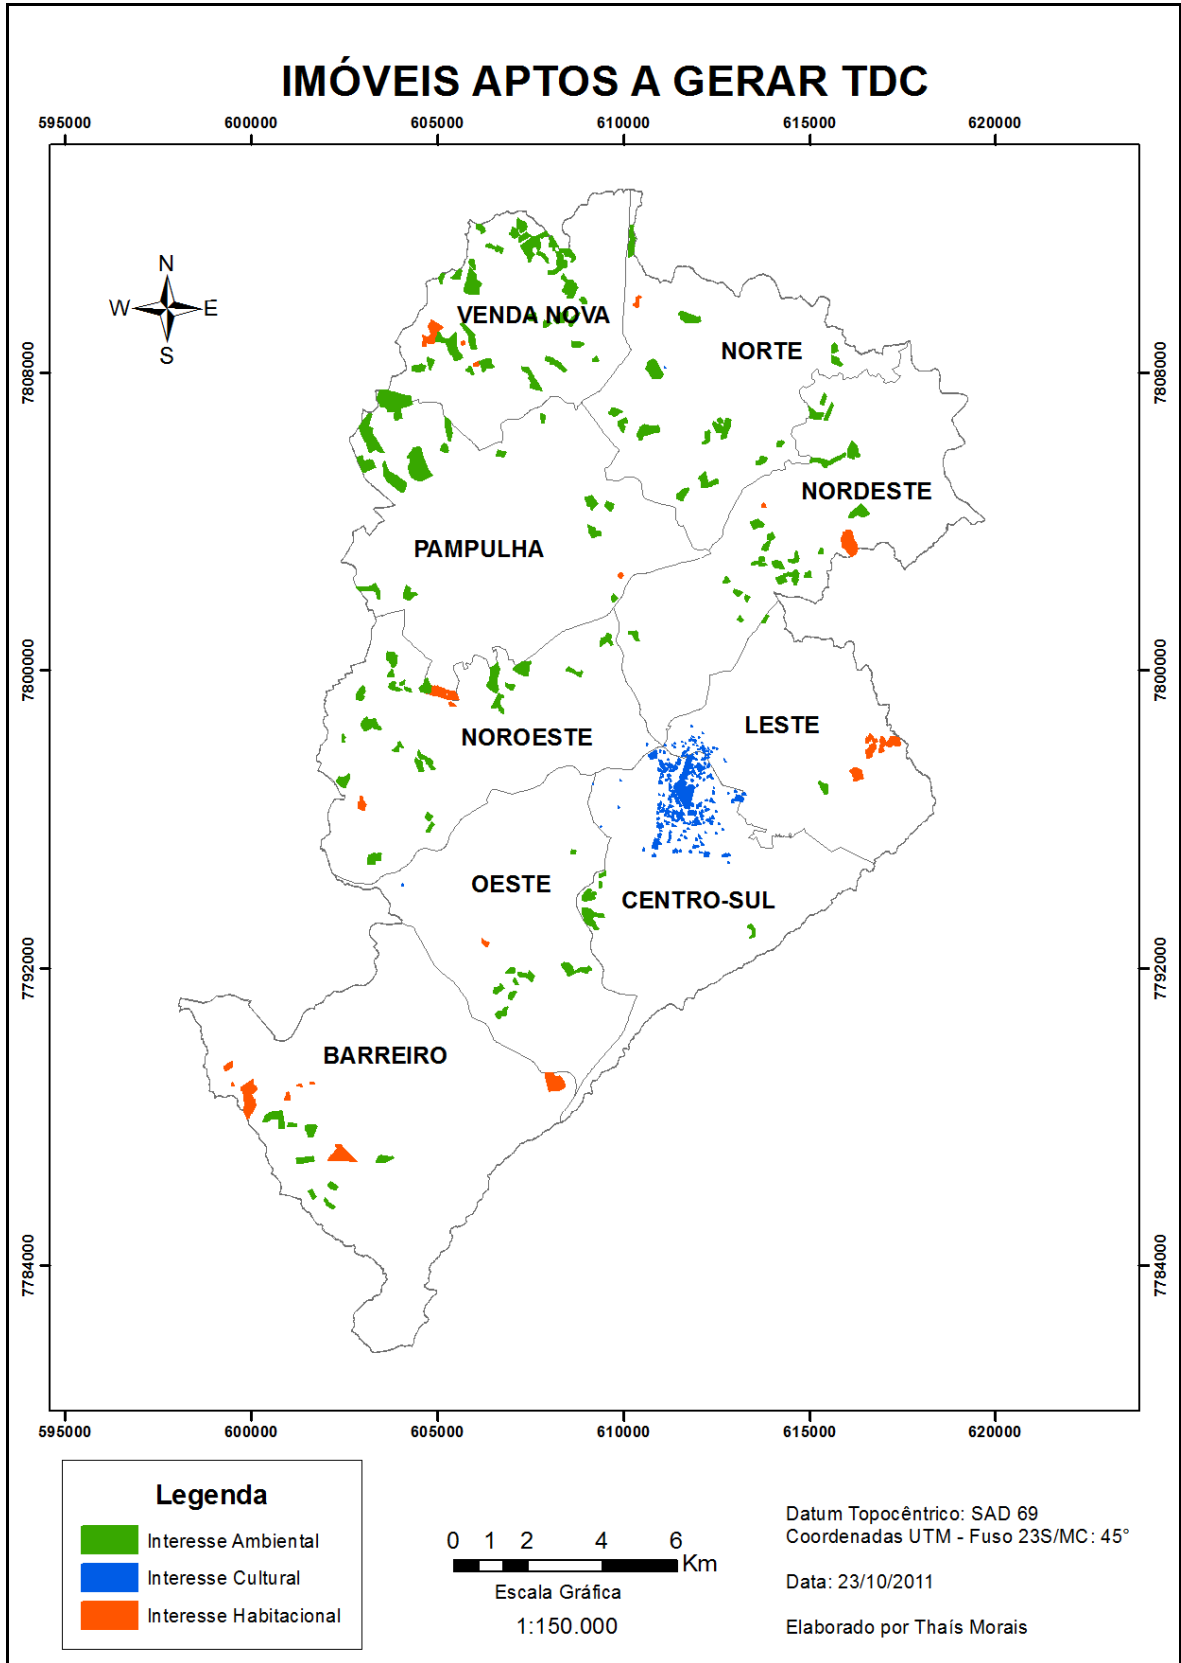 IMÓVEIS APTOS A GERAR TDC
595000 600000 605000 610000 615000 620000
N
W E
S
VENDA NOVA
NORTE
7808000 7808000
NORDESTE
PAMPULHA
7800000 7800000
LESTE
NOROESTE
OESTE
CENTRO-SUL
7792000 7792000
BARREIRO
7784000 7784000
595000 600000 605000 610000 615000 620000
Legenda
Interesse Ambiental
Interesse Cultural
Interesse Habitacional
0 1 2 4 6
Km
Escala Gráfica
1:150.000
Datum Topocêntrico: SAD 69
Coordenadas UTM - Fuso 23S/MC: 45°
Data: 23/10/2011
Elaborado por Thaís Morais